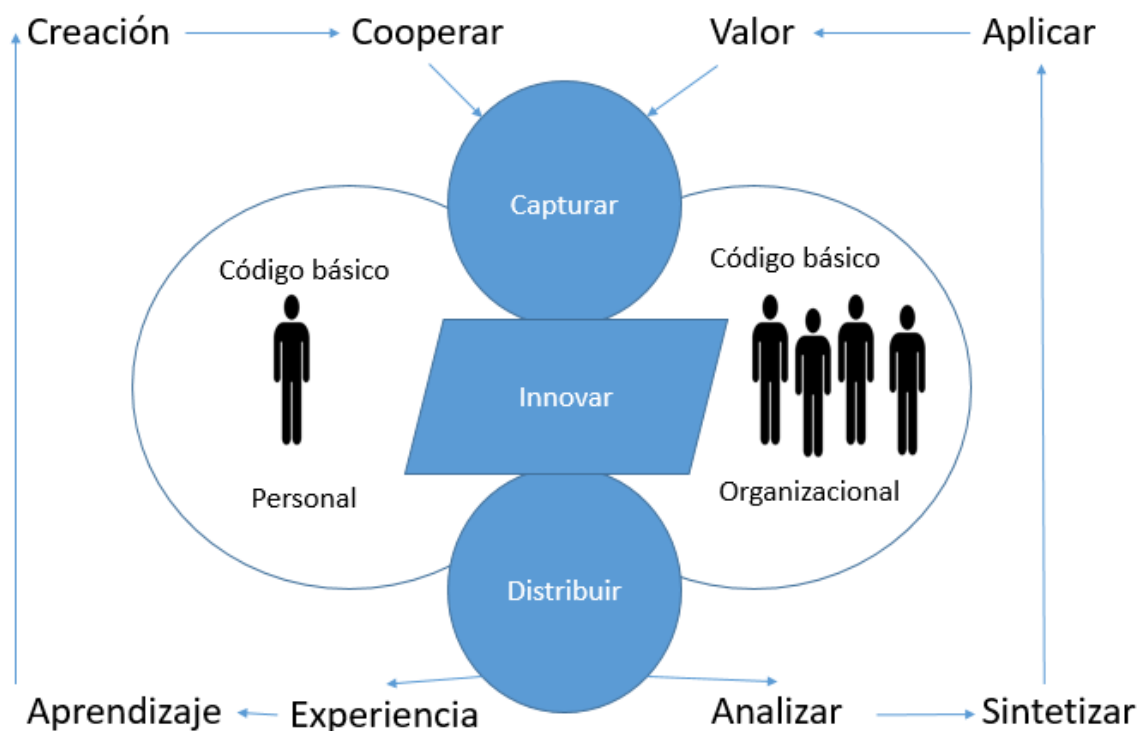 Creación
Cooperar
Valor
Aplicar
Capturar
Código básico
Código básico
Innovar
Personal
Organizacional
Distribuir
Aprendizaje
Experiencia
Analizar
Sintetizar